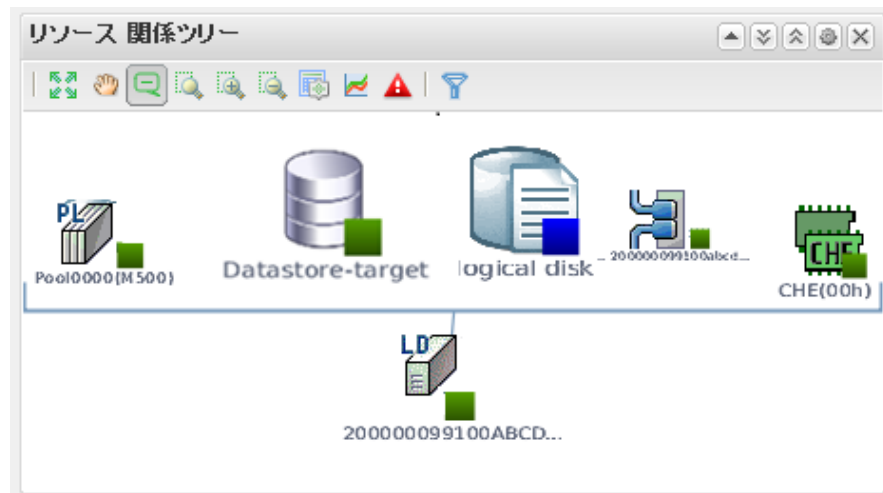 リソース 関係ツリー
PL
Pool0000(M500)
Datastore-target
logical disk
... 200000099100abcd...
CHE
CHE(00h)
LD
200000099100ABCD...